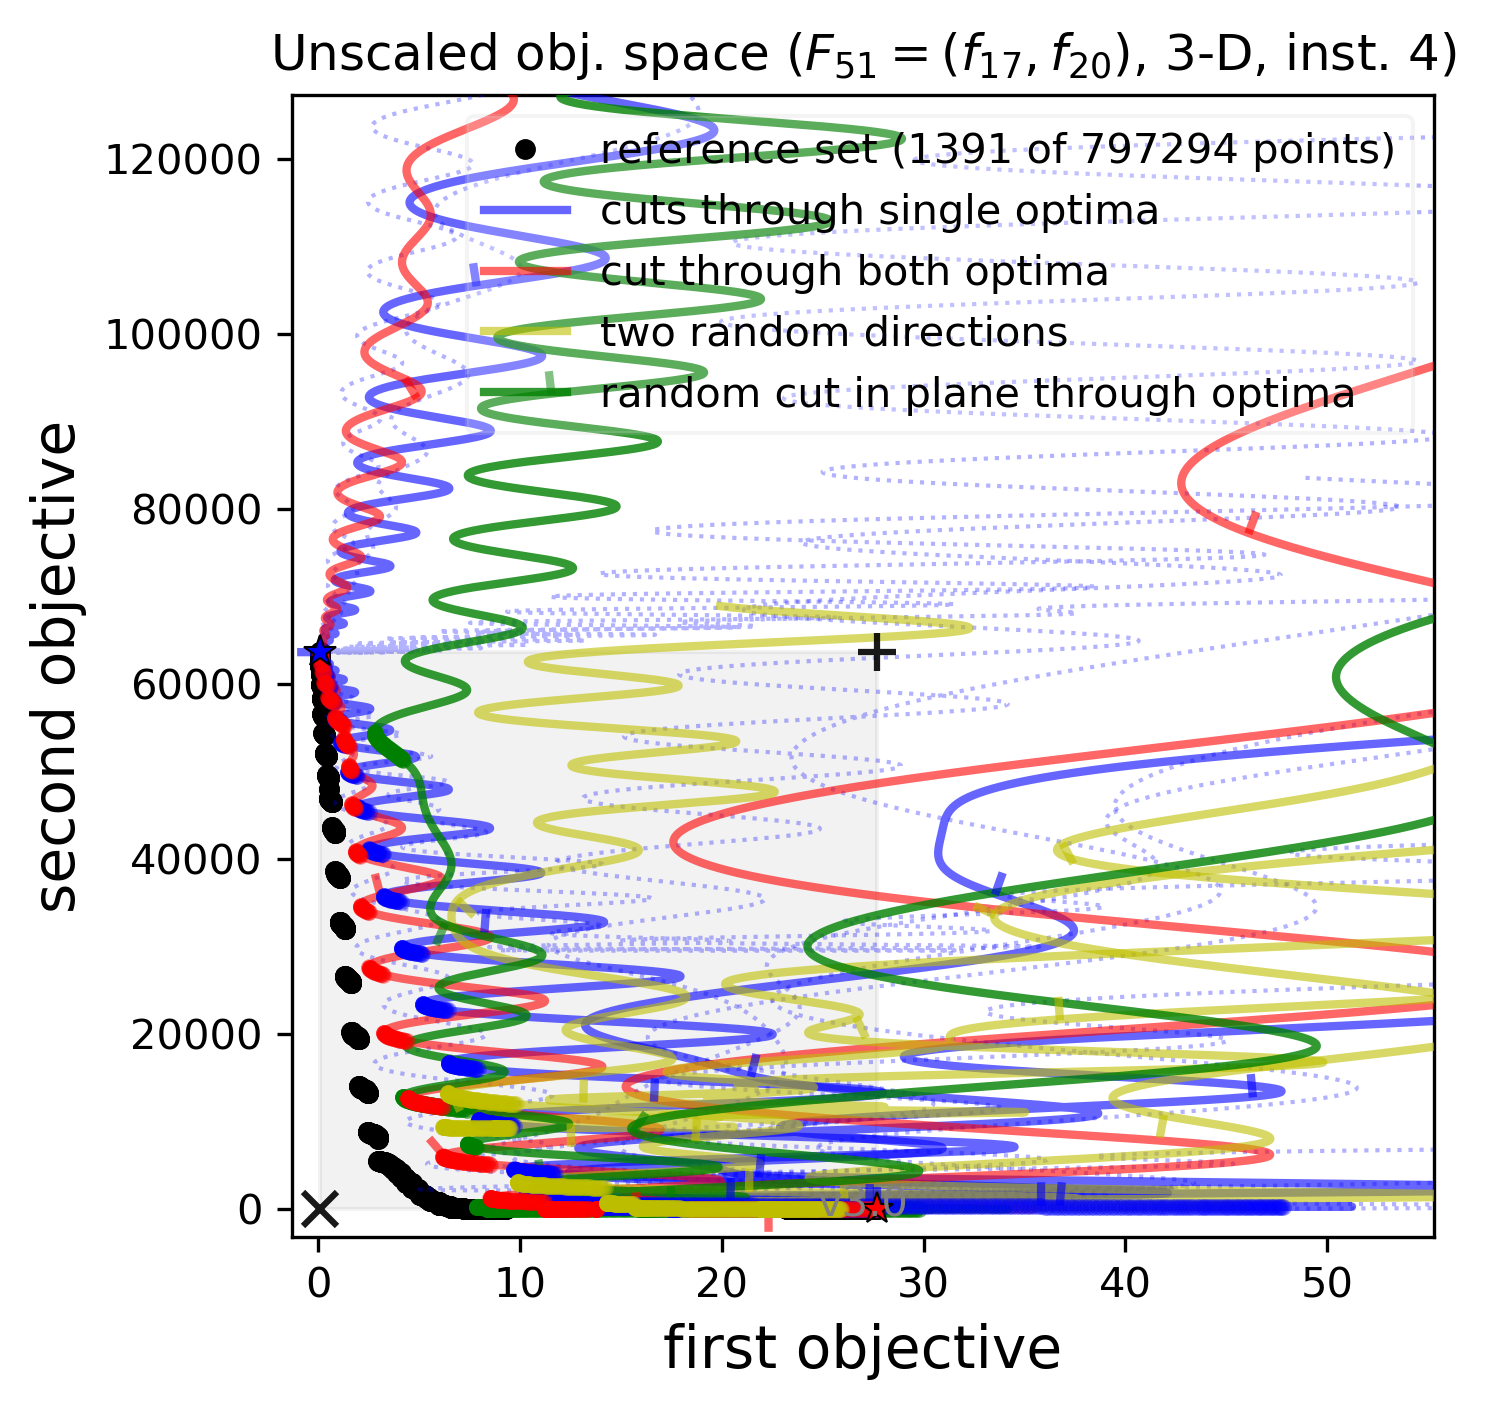 Unscaled obj. space (F51 = (f17, f20), 3-D, inst. 4)
reference set (1391 of 797294 points)
cuts through single optima
cut through both optima
two random directions
random cut in plane through optima
120000
100000
80000
60000
40000
20000
0
second objective
0 10 20 30 40 50
first objective